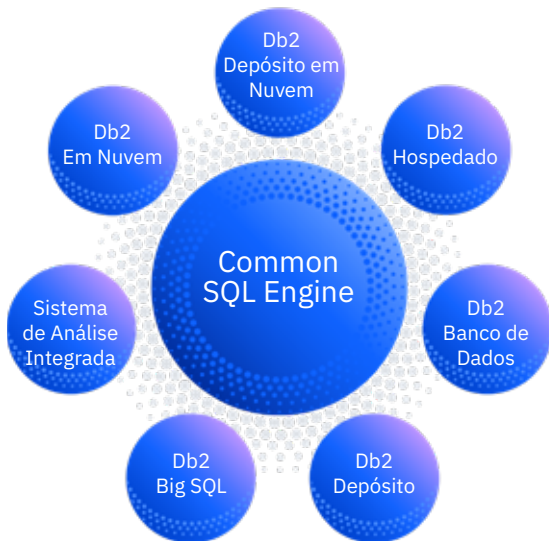 Db2
Depósito em
Nuvem
Db2
Em Nuvem
Db2
Hospedado
Common
SQL Engine
Sistema
de Análise
Integrada
Db2
Banco de
Dados
Db2
Big SQL
Db2
Depósito